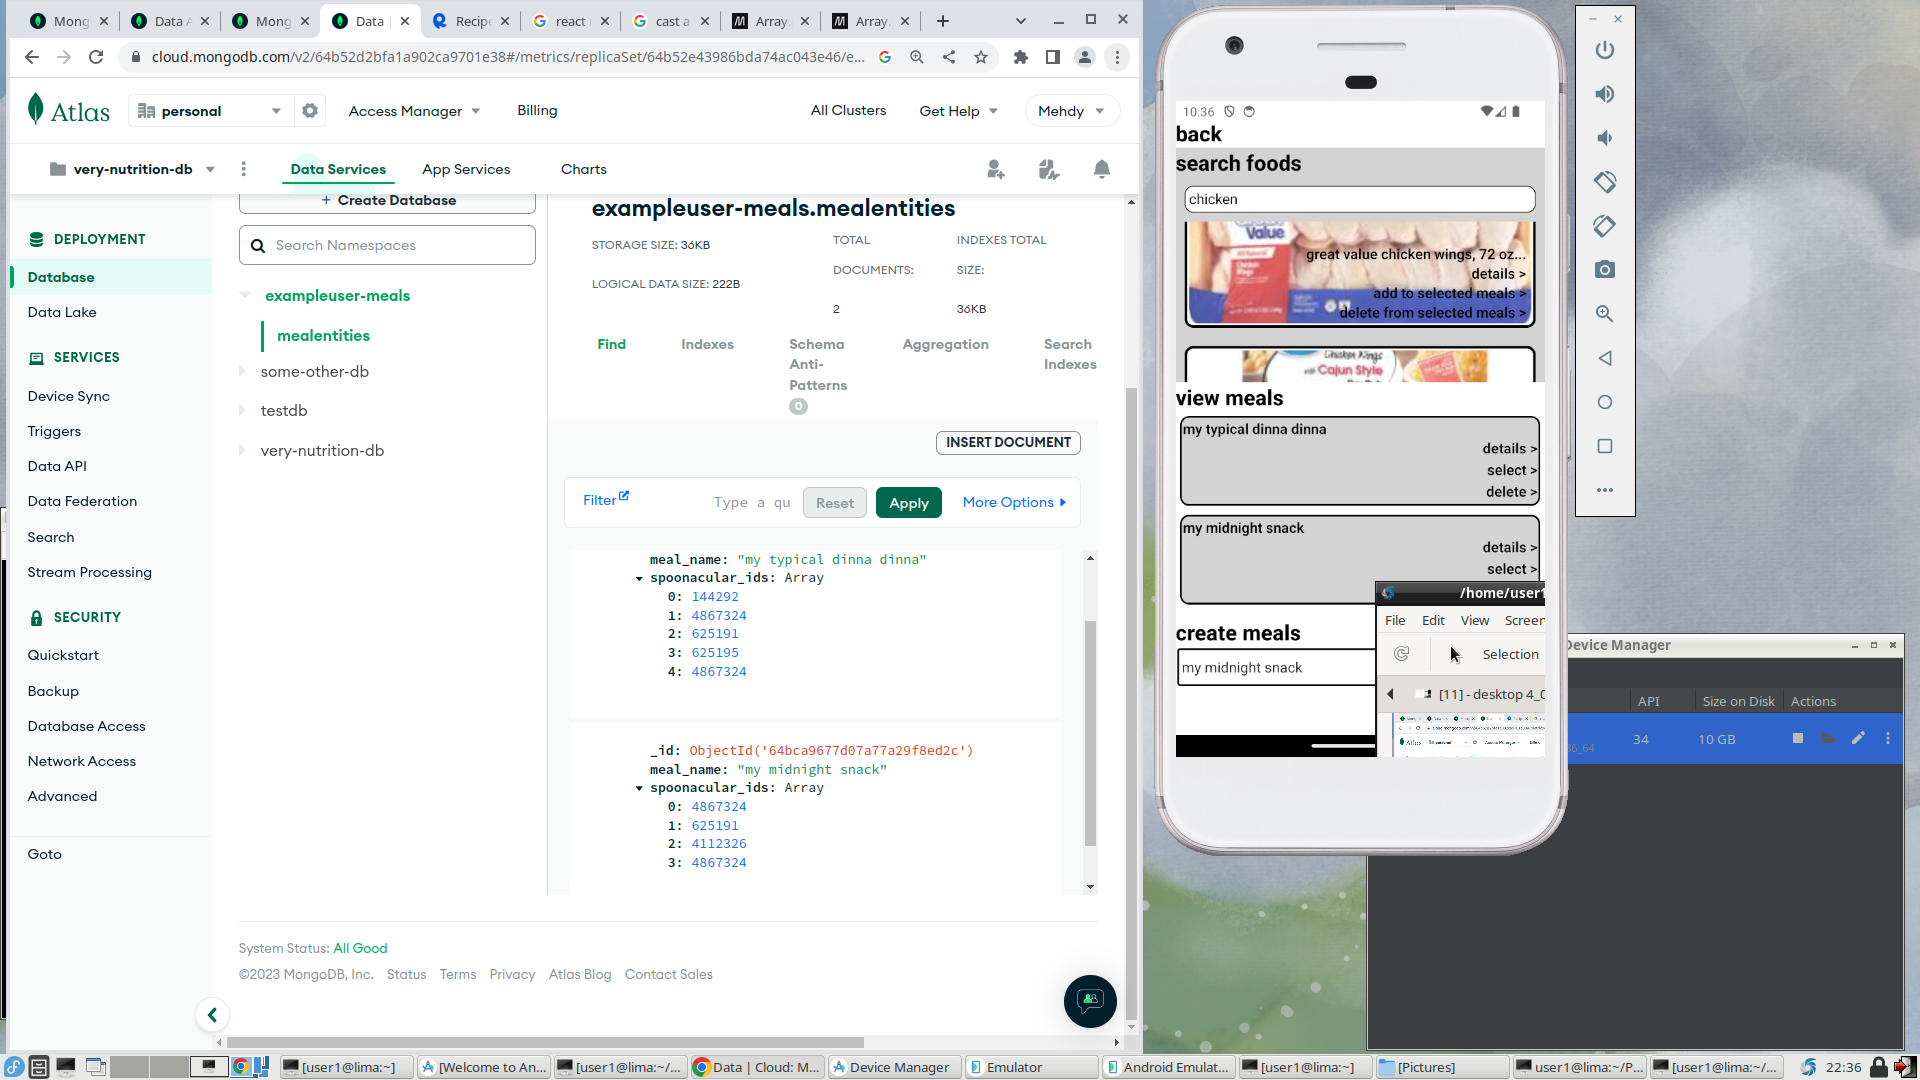 Mong
Data A
Mong
Data |
Recip
react n
cast a
Array.
Array.
cloud.mongodb.com/v2/64b52d2bfa1a902ca9701e38#/metrics/replicaSet/64b52e43986bda74ac043e46/e...
Atlas
personal
Access Manager
Billing
All Clusters
Get Help
Mehdy
very-nutrition-db
Data Services
App Services
Charts
DEPLOYMENT
Database
Data Lake
SERVICES
Device Sync
Triggers
Data API
Data Federation
Search
Stream Processing
SECURITY
Quickstart
Backup
Database Access
Network Access
Advanced
Goto
+ Create Database
Search Namespaces
exampleuser-meals
mealentities
some-other-db
testdb
very-nutrition-db
exampleuser-meals.mealentities
STORAGE SIZE: 36KB
LOGICAL DATA SIZE: 222B
TOTAL
DOCUMENTS:
2
INDEXES TOTAL
SIZE:
36KB
Find
Indexes
Schema
Anti-
Patterns
0
Aggregation
Search
Indexes
INSERT DOCUMENT
Filter
Type a qu
Reset
Apply
More Options
meal_name: "my typical dinna dinna"
spoonacular_ids: Array
0: 144292
1: 4867324
2: 625191
3: 625195
4: 4867324
_id: ObjectId('64bca9677d07a77a29f8ed2c')
meal_name: "my midnight snack"
spoonacular_ids: Array
0: 4867324
1: 625191
2: 4112326
3: 4867324
System Status: All Good
©2023 MongoDB, Inc. Status Terms Privacy Atlas Blog Contact Sales
10:36
back
search foods
chicken
Value
great value chicken wings, 72 oz...
details >
add to selected meals >
delete from selected meals >
Chicken Wings
Cajun Style
view meals
my typical dinna dinna
details >
select >
delete >
my midnight snack
details >
select >
create meals
my midnight snack
/home/user1
File Edit View Screen
Selection
[11] - desktop 4_0
Device Manager
API Size on Disk Actions
86_64
34 10 GB
[user1@lima:~]
[Welcome to An...
[user1@lima:~/...
Data | Cloud: M...
Device Manager
Emulator
Android Emulat...
[user1@lima:~]
[Pictures]
user1@lima:~/P...
[user1@lima:~/...
22:36